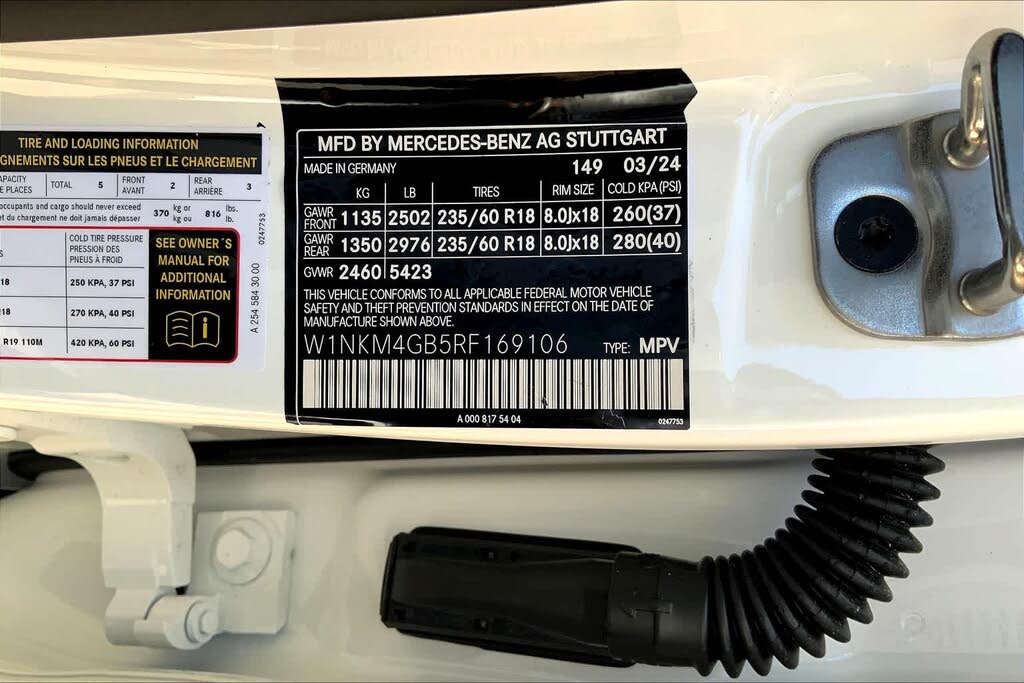 TIRE AND LOADING INFORMATION
GNEMENTS SUR LES PNEUS ET LE CHARGEMENT
CAPACITY
E PLACES
TOTAL 5
FRONT
AVANT 2
REAR
ARRIÈRE 3
occupants and cargo should never exceed
et du chargement ne doit jamais dépasser
370 kg or
kg ou
816 lbs.
lb.
COLD TIRE PRESSURE
PRESSION DES
PNEUS À FROID
250 KPA, 37 PSI
270 KPA, 40 PSI
R19 110M 420 KPA, 60 PSI
SEE OWNER'S
MANUAL FOR
ADDITIONAL
INFORMATION
0247753
A 254 584 30 00
MFD BY MERCEDES-BENZ AG STUTTGART
MADE IN GERMANY 149 03/24
KG LB TIRES RIM SIZE COLD KPA(PSI)
GAWR
FRONT 1135 2502 235/60 R18 8.0Jx18 260(37)
GAWR
REAR 1350 2976 235/60 R18 8.0Jx18 280(40)
GVWR 2460 5423
THIS VEHICLE CONFORMS TO ALL APPLICABLE FEDERAL MOTOR VEHICLE
SAFETY AND THEFT PREVENTION STANDARDS IN EFFECT ON THE DATE OF
MANUFACTURE SHOWN ABOVE.
W1NKM4GB5RF169106 TYPE: MPV
A 000 817 54 04 0247753